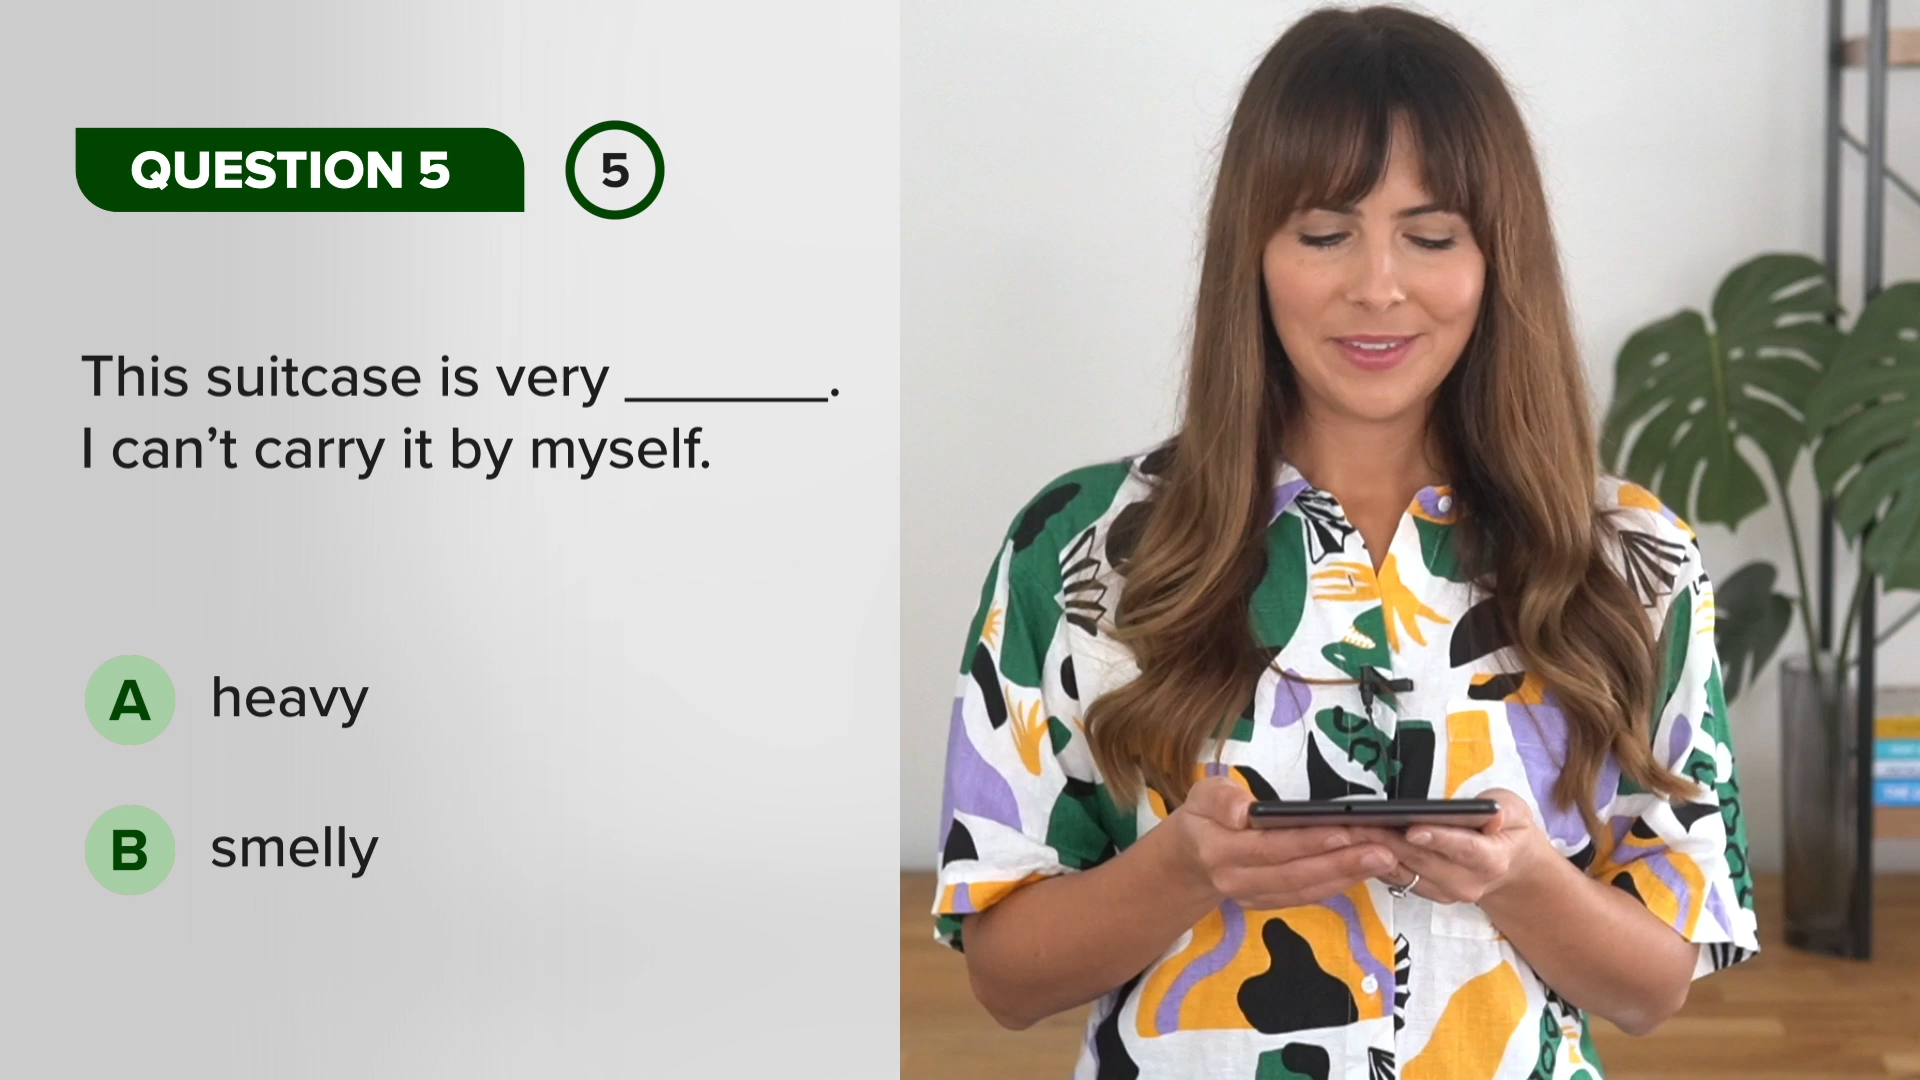 QUESTION 5
5
This suitcase is very ________.
I can’t carry it by myself.
A heavy
B smelly